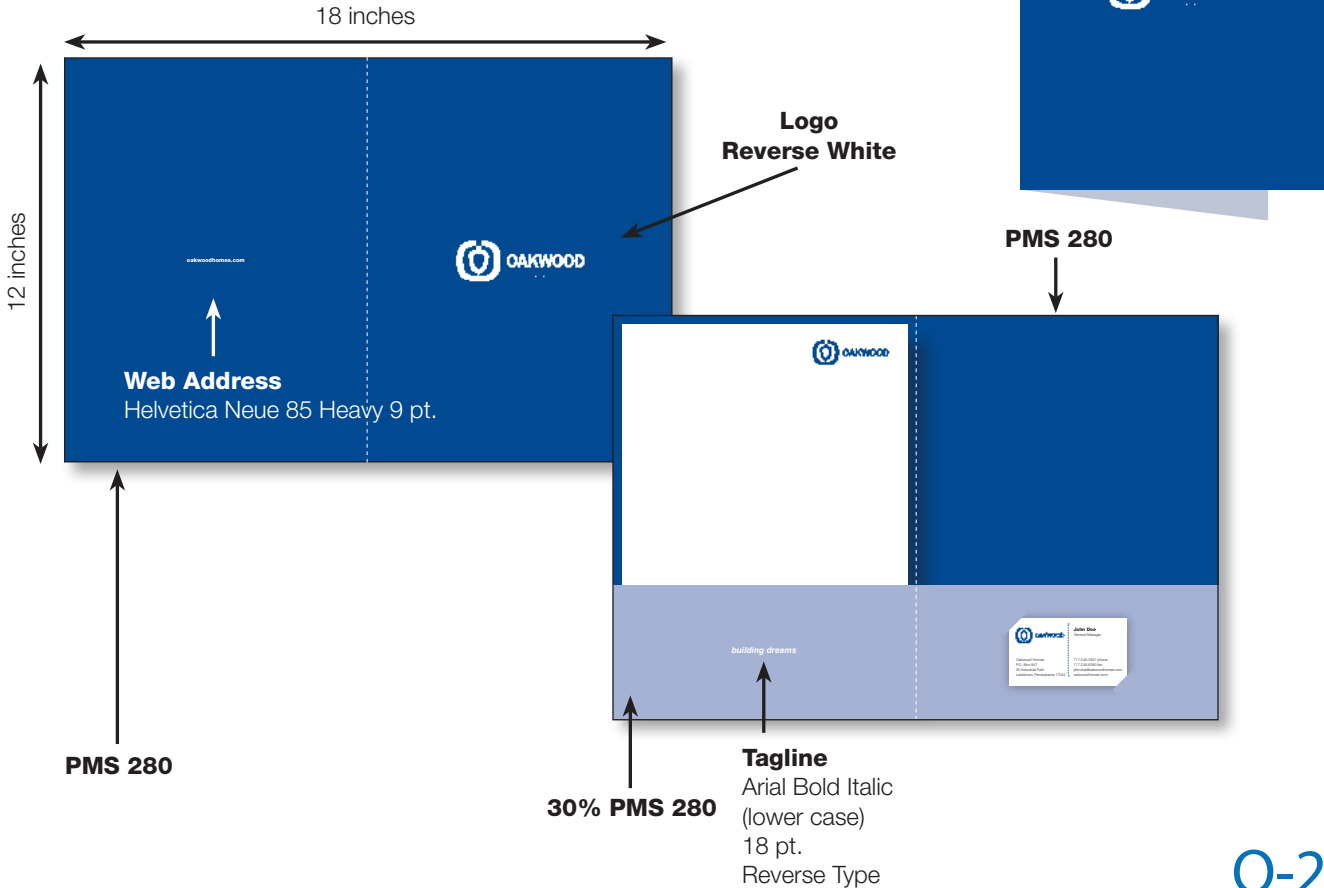 18 inches
12 inches
Logo
Reverse White
oakwoodhomes.com
OAKWOOD
Web Address
Helvetica Neue 85 Heavy 9 pt.
PMS 280
PMS 280
OAKWOOD
building dreams
John Doe
General Manager
Oakwood Homes
30% PMS 280
Tagline
Arial Bold Italic
(lower case)
18 pt.
Reverse Type
O-2